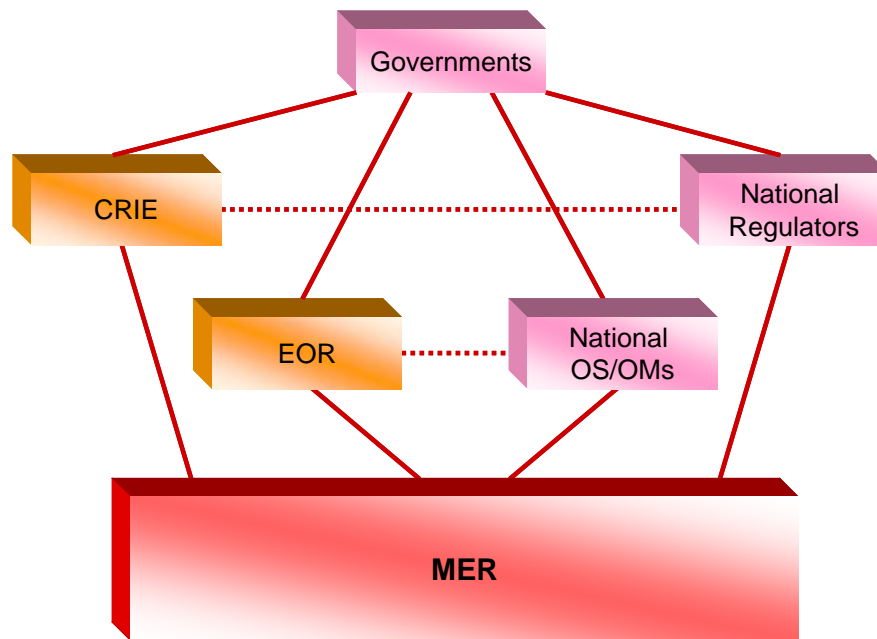 Governments
CRIE
National
Regulators
EOR
National
OS/OMs
MER